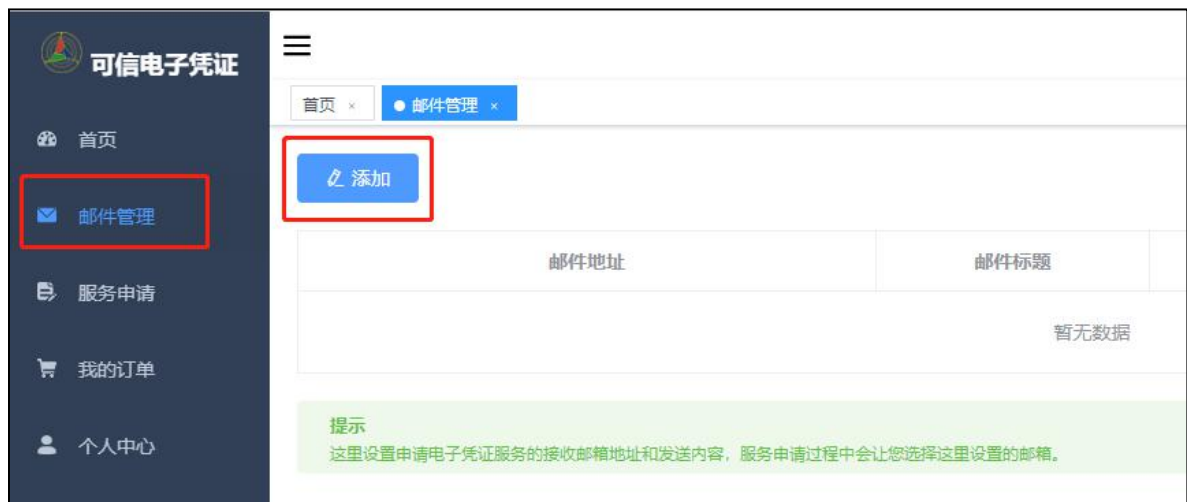 可信电子凭证
首页 ×
邮件管理 ×
首页
添加
邮件管理
邮件地址
邮件标题
服务申请
暂无数据
我的订单
提示
个人中心
这里设置申请电子凭证服务的接收邮箱地址和发送内容，服务申请过程中会让您选择这里设置的邮箱。